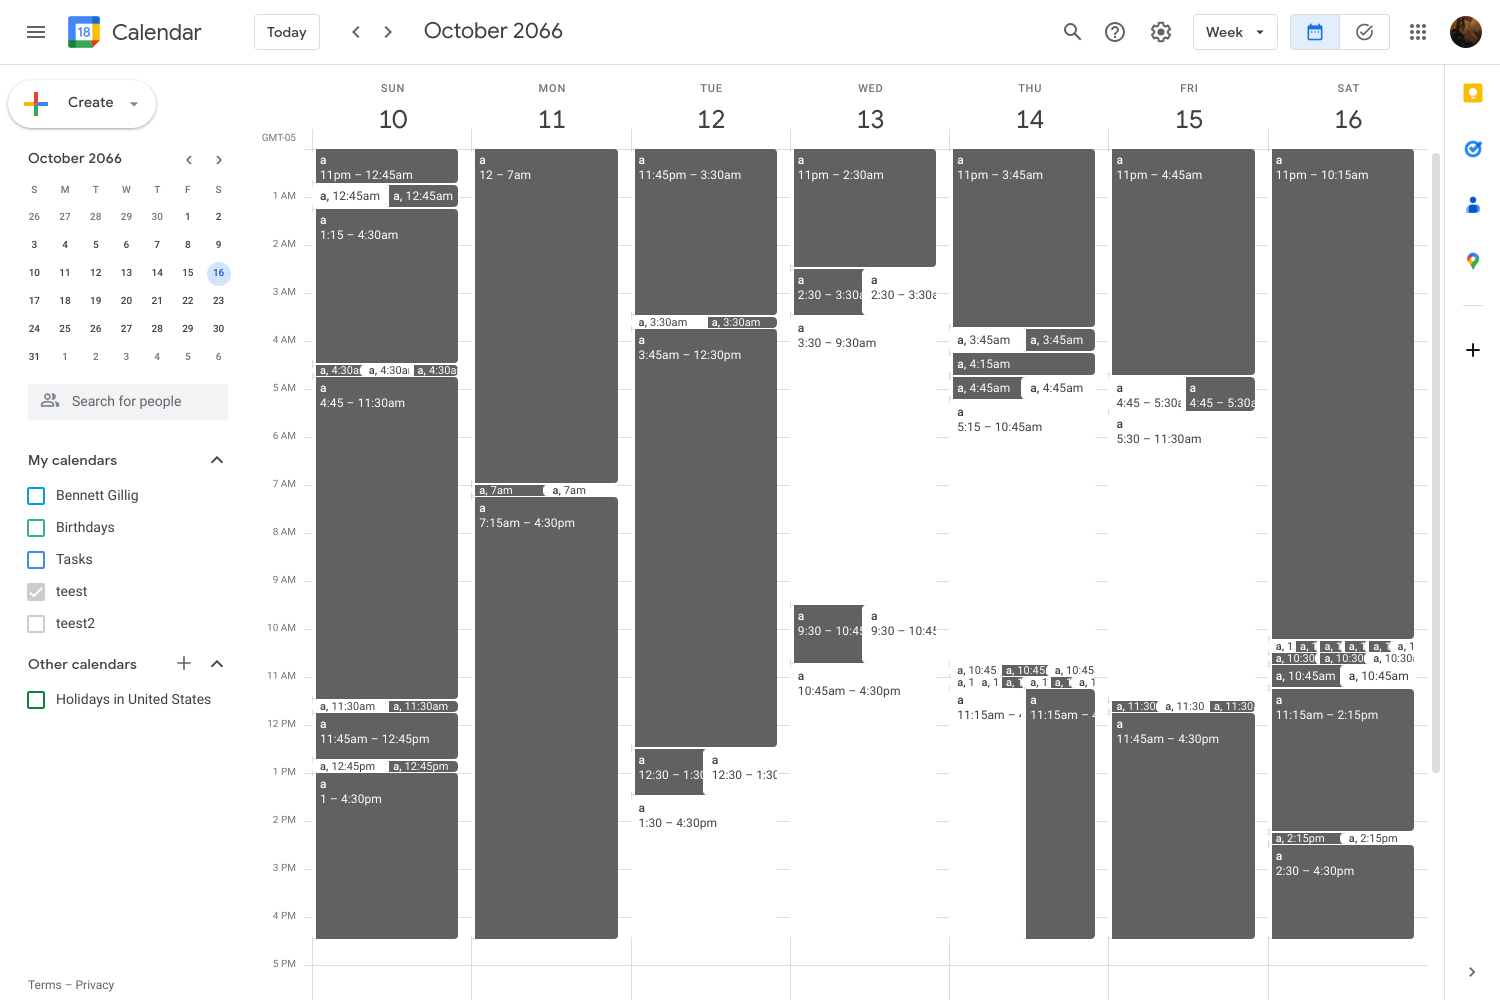 18 Calendar
Today
October 2066
Week
Create
October 2066
S M T W T F S
26 27 28 29 30 1 2
3 4 5 6 7 8 9
10 11 12 13 14 15 16
17 18 19 20 21 22 23
24 25 26 27 28 29 30
31 1 2 3 4 5 6
Search for people
My calendars
Bennett Gillig
Birthdays
Tasks
teest
teest2
Other calendars
Holidays in United States
Terms – Privacy
GMT-05
1 AM
2 AM
3 AM
4 AM
5 AM
6 AM
7 AM
8 AM
9 AM
10 AM
11 AM
12 PM
1 PM
2 PM
3 PM
4 PM
5 PM
SUN
10
a
11pm – 12:45am
a, 12:45am
a, 12:45am
a
1:15 – 4:30am
a, 4:30a
a, 4:30a
a, 4:30a
a
4:45 – 11:30am
a, 11:30am
a, 11:30am
a
11:45am – 12:45pm
a, 12:45pm
a, 12:45pm
a
1 – 4:30pm
MON
11
a
12 – 7am
a, 7am
a, 7am
a
7:15am – 4:30pm
TUE
12
a
11:45pm – 3:30am
a, 3:30am
a, 3:30am
a
3:45am – 12:30pm
a
12:30 – 1:30
a
12:30 – 1:30
a
1:30 – 4:30pm
WED
13
a
11pm – 2:30am
a
2:30 – 3:30a
a
2:30 – 3:30a
a
3:30 – 9:30am
a
9:30 – 10:45
a
9:30 – 10:45
a
10:45am – 4:30pm
THU
14
a
11pm – 3:45am
a, 3:45am
a, 3:45am
a, 4:15am
a, 4:45am
a, 4:45am
a
5:15 – 10:45am
a, 10:45
a, 10:45
a, 10:45
a, 1
a, 1
a, 1
a, 1
a, 1
a, 1
a
11:15am –
a
11:15am –
FRI
15
a
11pm – 4:45am
a
4:45 – 5:30a
a
4:45 – 5:30a
a
5:30 – 11:30am
a, 11:30
a, 11:30
a, 11:30
a
11:45am – 4:30pm
SAT
16
a
11pm – 10:15am
a, 1
a, 1
a, 1
a, 1
a, 1
a, 1
a, 10:30
a, 10:30
a, 10:30
a, 10:45am
a, 10:45am
a
11:15am – 2:15pm
a, 2:15pm
a, 2:15pm
a
2:30 – 4:30pm